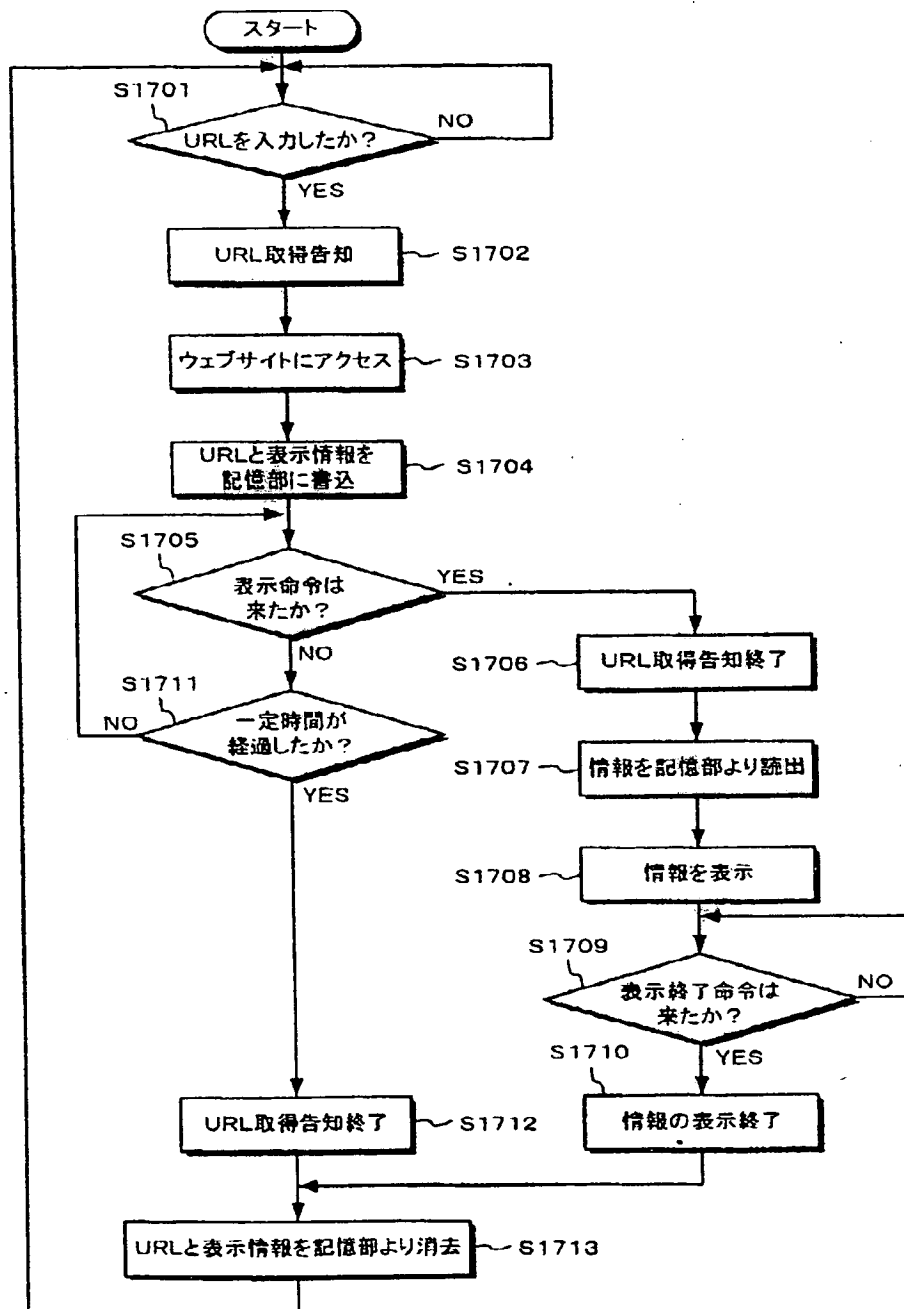 スタート
S1701
URLを入力したか?
NO
YES
URL取得告知
S1702
ウェブサイトにアクセス
S1703
URLと表示情報を
記憶部に書込
S1704
S1705
表示命令は
来たか?
YES
NO
S1706
URL取得告知終了
S1711
一定時間が
経過したか?
NO
YES
S1707
情報を記憶部より読出
S1708
情報を表示
S1709
表示終了命令は
来たか?
NO
YES
S1710
情報の表示終了
URL取得告知終了
S1712
URLと表示情報を記憶部より消去
S1713